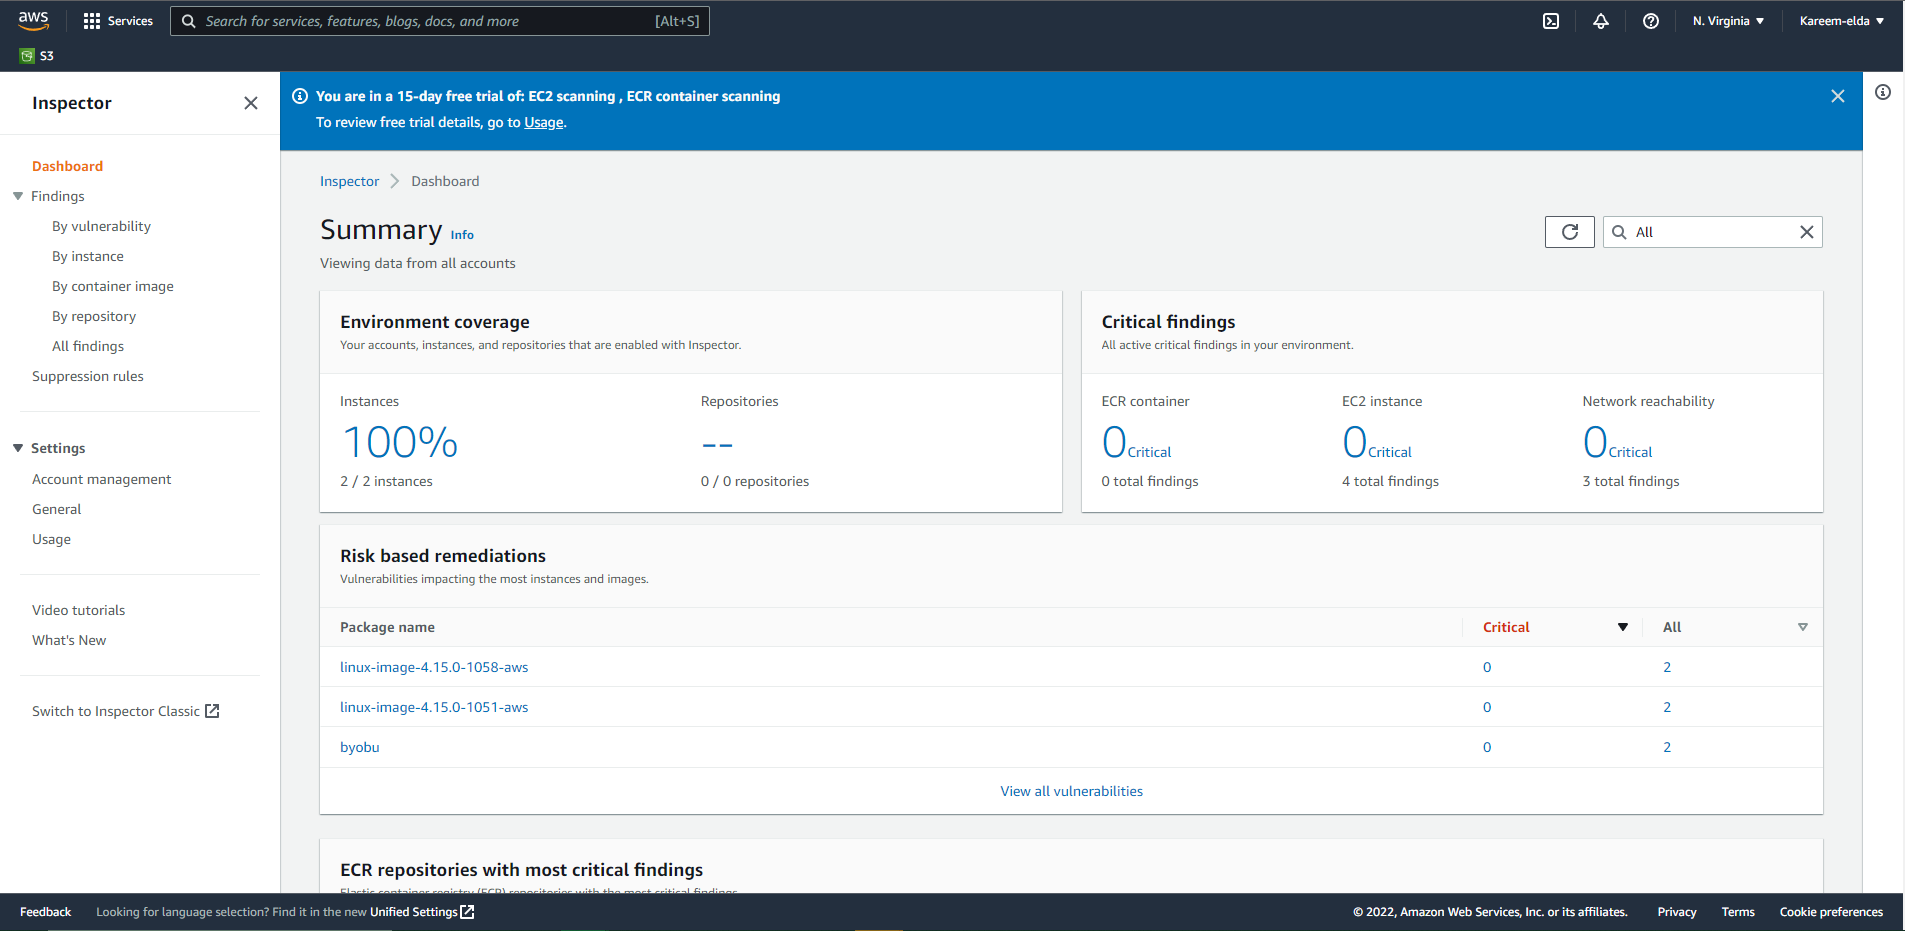 aws
Services
Search for services, features, blogs, docs, and more
[Alt+S]
N. Virginia
Kareem-elda
S3
Inspector
Dashboard
Findings
By vulnerability
By instance
By container image
By repository
All findings
Suppression rules
Settings
Account management
General
Usage
Video tutorials
What's New
Switch to Inspector Classic
You are in a 15-day free trial of: EC2 scanning , ECR container scanning
To review free trial details, go to Usage.
Inspector
Dashboard
Summary Info
All
Viewing data from all accounts
Environment coverage
Your accounts, instances, and repositories that are enabled with Inspector.
Instances
100%
2 / 2 instances
Repositories
--
0 / 0 repositories
Critical findings
All active critical findings in your environment.
ECR container
0 Critical
0 total findings
EC2 instance
0 Critical
4 total findings
Network reachability
0 Critical
3 total findings
Risk based remediations
Vulnerabilities impacting the most instances and images.
Package name Critical All
linux-image-4.15.0-1058-aws 0 2
linux-image-4.15.0-1051-aws 0 2
byobu 0 2
View all vulnerabilities
ECR repositories with most critical findings
Elastic container registry (ECR) repositories with the most critical findings.
Feedback
Looking for language selection? Find it in the new Unified Settings
© 2022, Amazon Web Services, Inc. or its affiliates.
Privacy
Terms
Cookie preferences